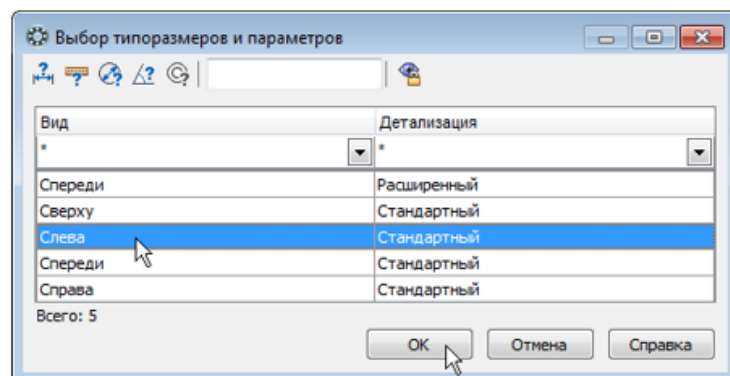 Выбор типоразмеров и параметров
Вид Детализация
* *
Спереди Расширенный
Сверху Стандартный
Слева Стандартный
Спереди Стандартный
Справа Стандартный
Всего: 5
ОК Отмена Справка